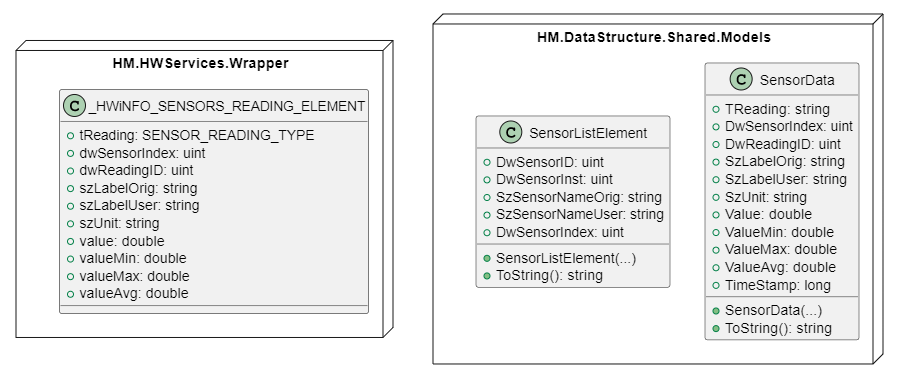 HM.HWServices.Wrapper
C _HWiNFO_SENSORS_READING_ELEMENT
tReading: SENSOR_READING_TYPE
dwSensorIndex: uint
dwReadingID: uint
szLabelOrig: string
szLabelUser: string
szUnit: string
value: double
valueMin: double
valueMax: double
valueAvg: double
HM.DataStructure.Shared.Models
C SensorListElement
DwSensorID: uint
DwSensorInst: uint
SzSensorNameOrig: string
SzSensorNameUser: string
DwSensorIndex: uint
SensorListElement(...)
ToString(): string
C SensorData
TReading: string
DwSensorIndex: uint
DwReadingID: uint
SzLabelOrig: string
SzLabelUser: string
SzUnit: string
Value: double
ValueMin: double
ValueMax: double
ValueAvg: double
TimeStamp: long
SensorData(...)
ToString(): string